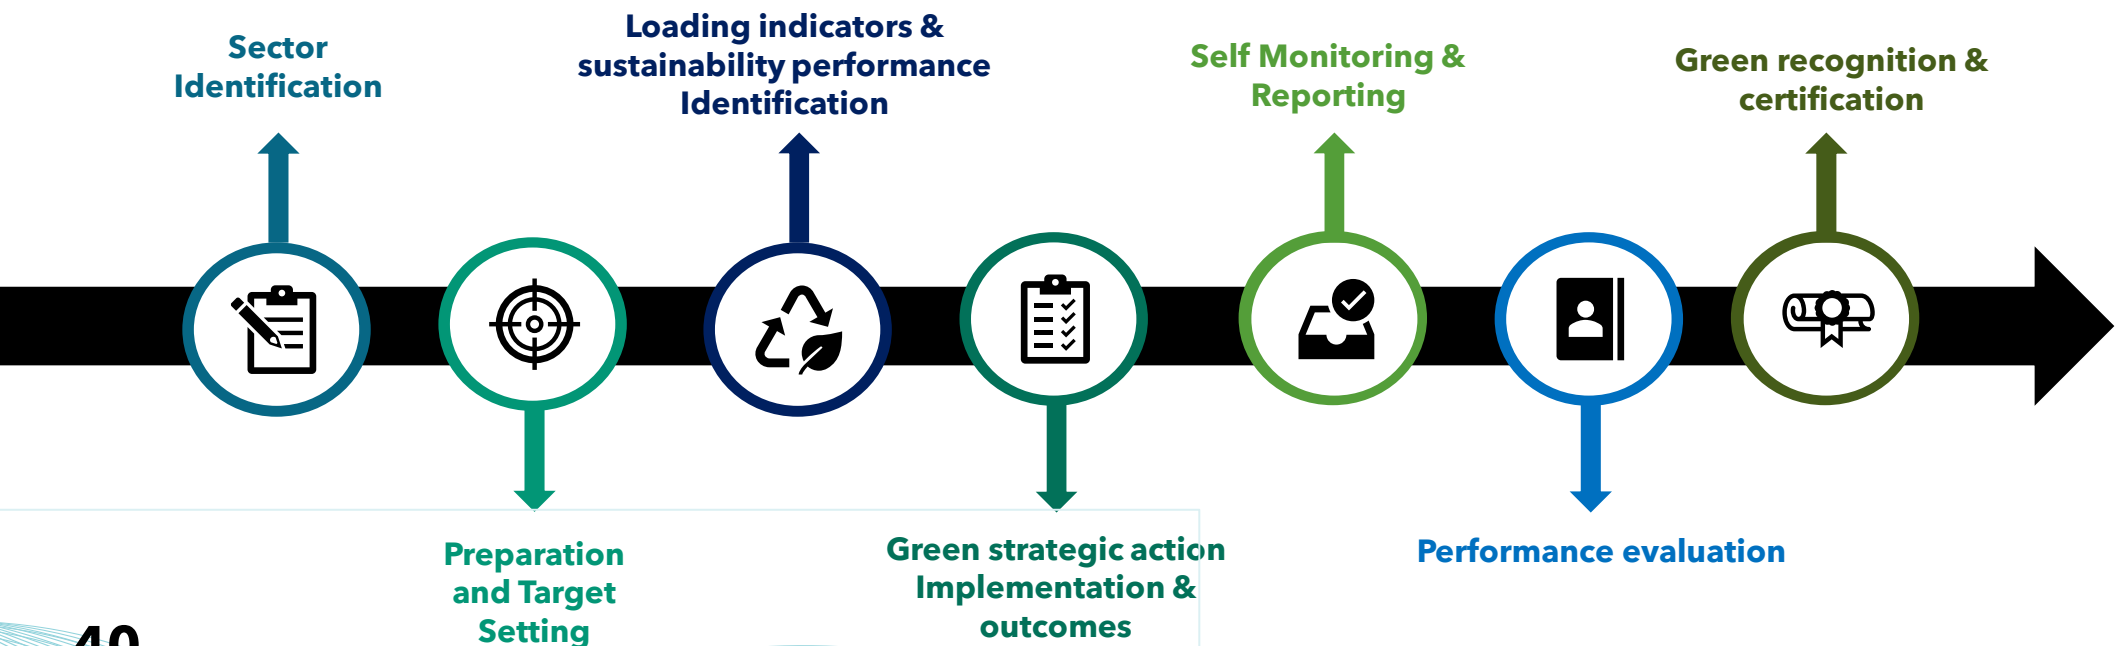 Sector
Identification
Loading indicators &
sustainability performance
Identification
Self Monitoring &
Reporting
Green recognition &
certification
Preparation
and Target
Setting
Green strategic action
Implementation &
outcomes
Performance evaluation
40